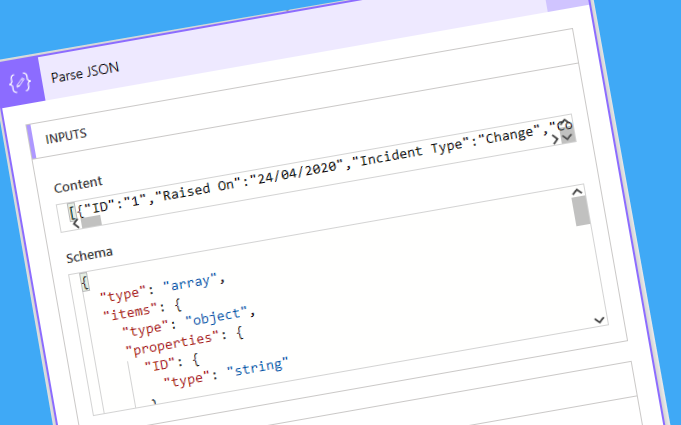 Parse JSON
INPUTS
Content
[{"ID":"1","Raised On":"24/04/2020","Incident Type":"Change","Co
Schema
{
"type": "array",
"items": {
"type": "object",
"properties": {
"ID": {
"type": "string"